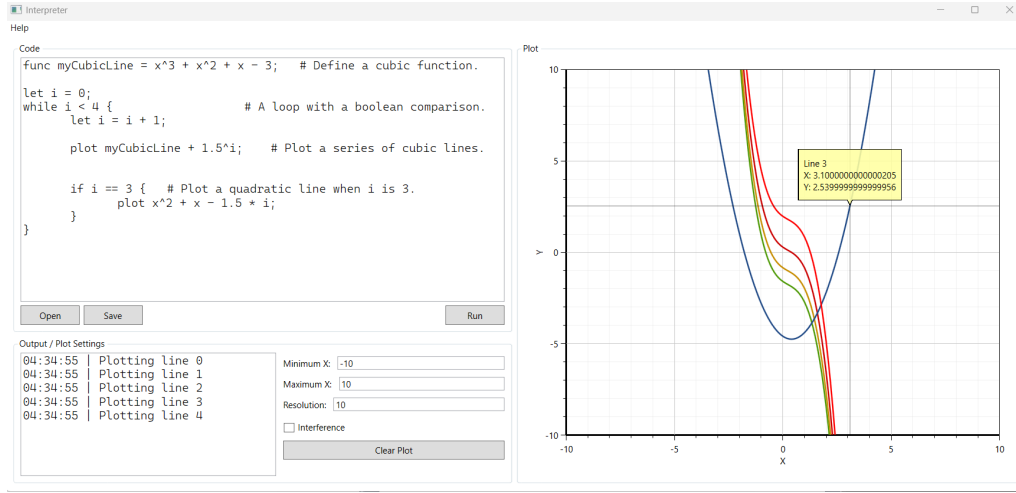 Interpreter
Help
Code
func myCubicLine = x^3 + x^2 + x - 3;   # Define a cubic function.
let i = 0;
while i < 4 {                   # A loop with a boolean comparison.
let i = i + 1;
plot myCubicLine + 1.5^i;    # Plot a series of cubic lines.
if i == 3 {   # Plot a quadratic line when i is 3.
plot x^2 + x - 1.5 * i;
}
}
Open
Save
Run
Output / Plot Settings
04:34:55 | Plotting line 0
04:34:55 | Plotting line 1
04:34:55 | Plotting line 2
04:34:55 | Plotting line 3
04:34:55 | Plotting line 4
Minimum X: -10
Maximum X: 10
Resolution: 10
Interference
Clear Plot
Plot
10
5
0
-5
-10
Y
Line 3
X: 3.1000000000000205
Y: 2.5399999999999956
-10
-5
0
5
10
X